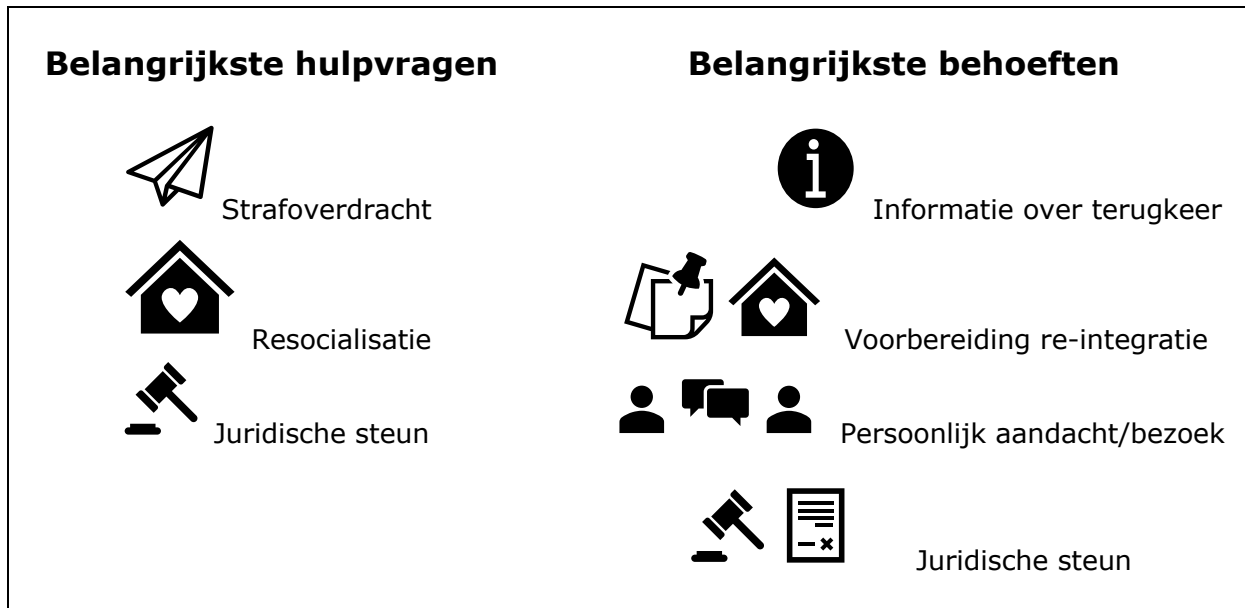 Belangrijkste hulpvragen
Strafoverdracht
Resocialisatie
Juridische steun
Belangrijkste behoeften
Informatie over terugkeer
Voorbereiding re-integratie
Persoonlijk aandacht/bezoek
Juridische steun